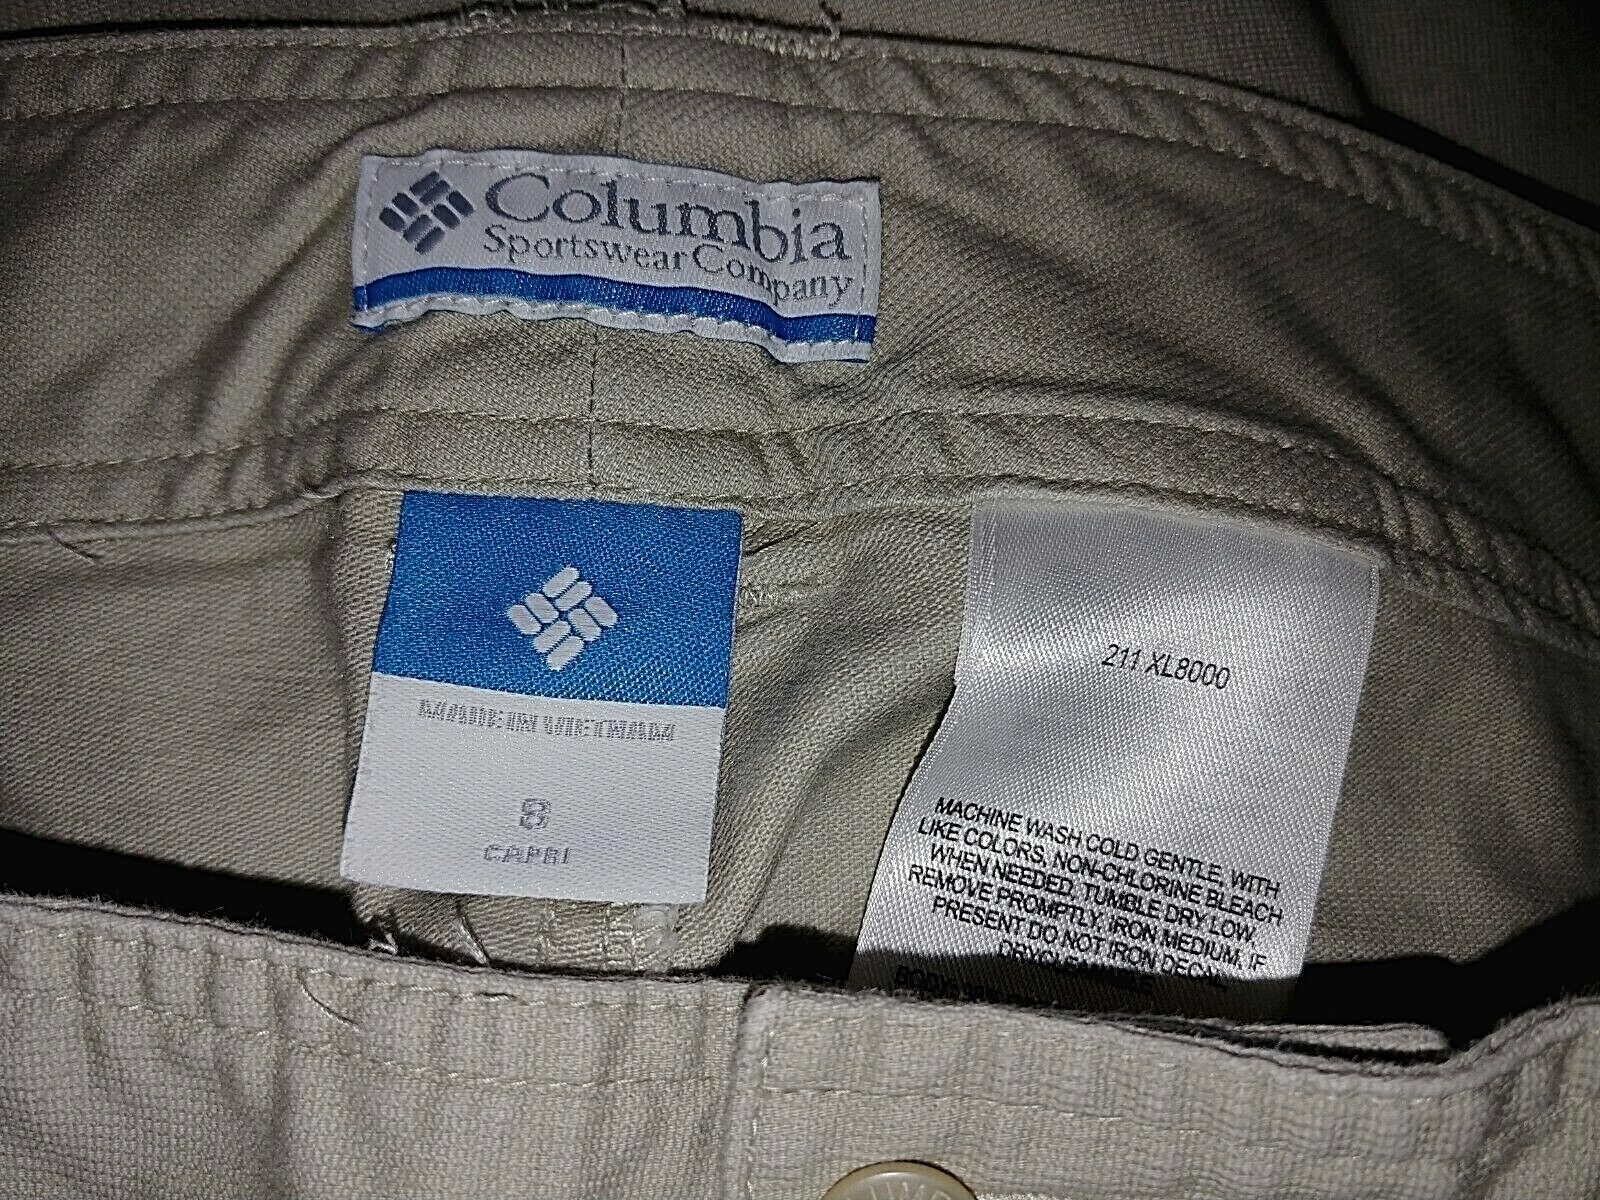 Columbia
Sportswear Company
MADE IN VIETNAM
8
CAPRI
211 XL8000
MACHINE WASH COLD GENTLE, WITH
LIKE COLORS, NON-CHLORINE BLEACH
WHEN NEEDED, TUMBLE DRY LOW,
REMOVE PROMPTLY, IRON MEDIUM, IF
PRESENT DO NOT IRON DECAL,